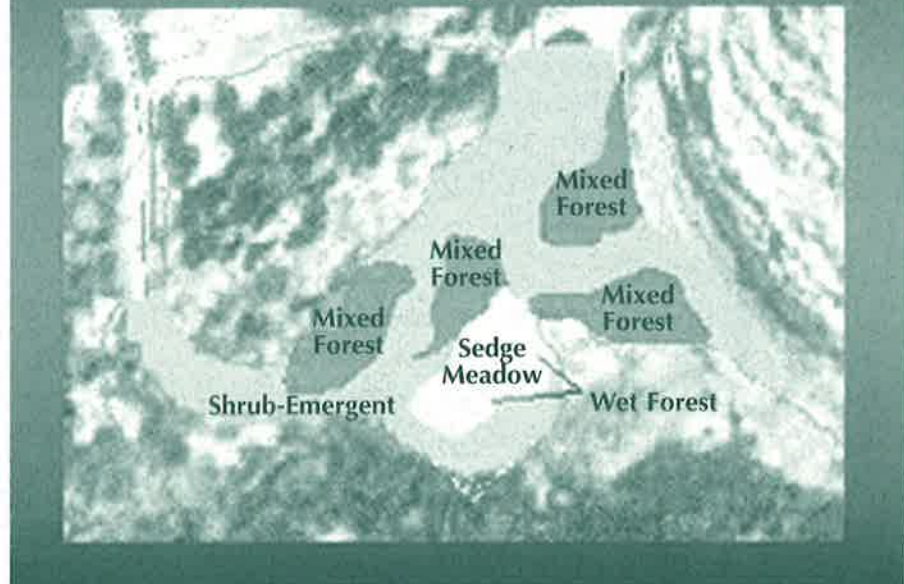 Mixed
Forest
Mixed
Forest
Mixed
Forest
Mixed
Forest
Sedge
Meadow
Shrub-Emergent
Wet Forest